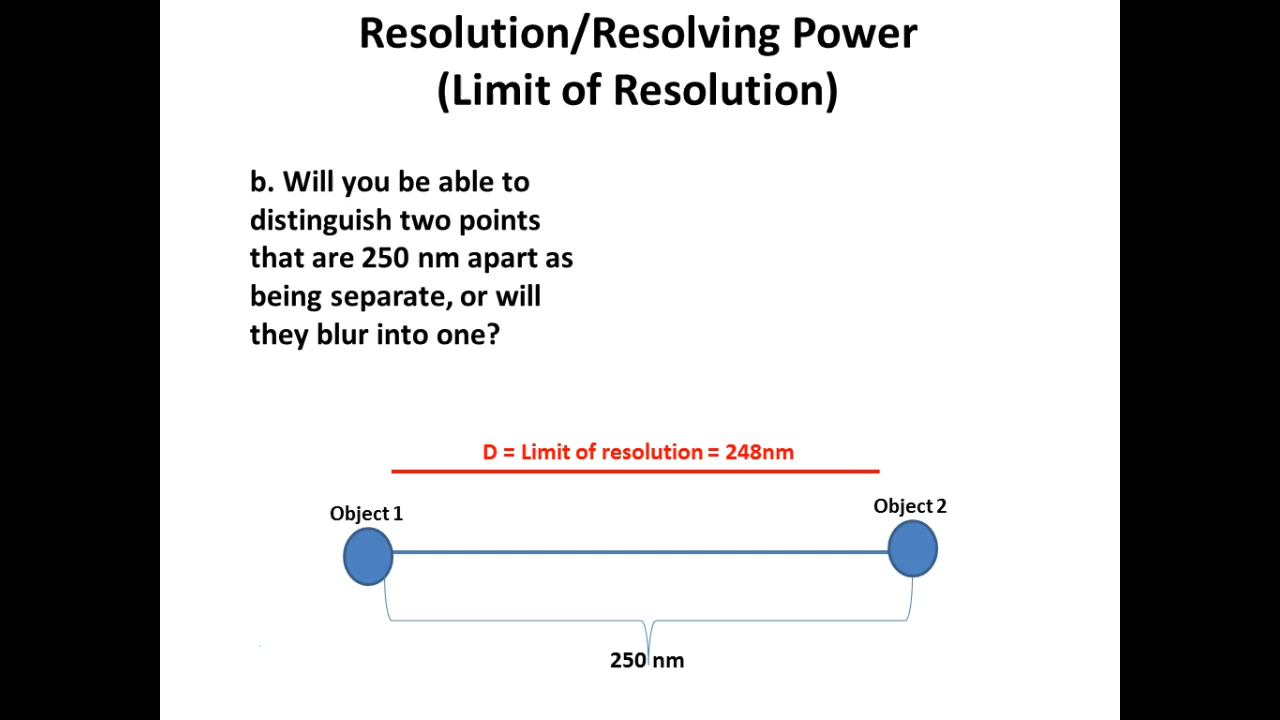 Resolution/Resolving Power
(Limit of Resolution)
b. Will you be able to
distinguish two points
that are 250 nm apart as
being separate, or will
they blur into one?
D = Limit of resolution = 248nm
Object 1
Object 2
250 nm